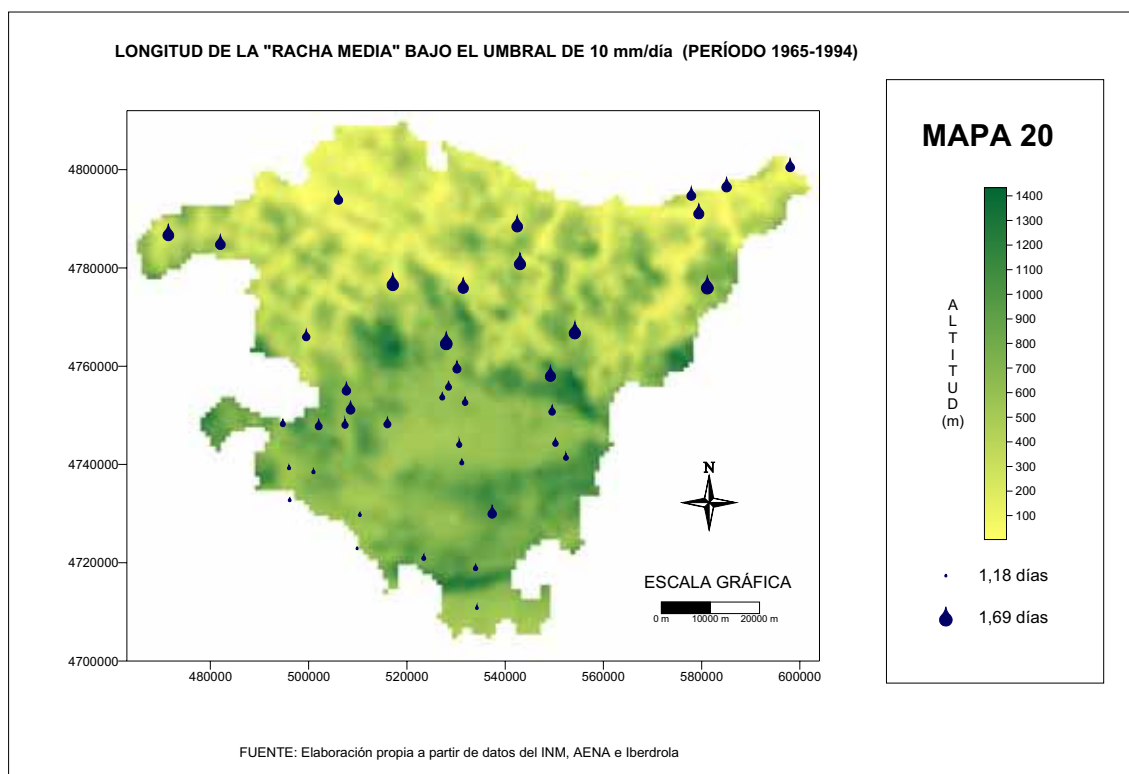 LONGITUD DE LA "RACHA MEDIA" BAJO EL UMBRAL DE 10 mm/día (PERÍODO 1965-1994)
MAPA 20
4800000
4780000
4760000
4740000
4720000
4700000
480000
500000
520000
540000
560000
580000
600000
N
ESCALA GRÁFICA
0 m
10000 m
20000 m
ALTITUD
(m)
1400
1300
1200
1100
1000
900
800
700
600
500
400
300
200
100
1,18 días
1,69 días
FUENTE: Elaboración propia a partir de datos del INM, AENA e Iberdrola